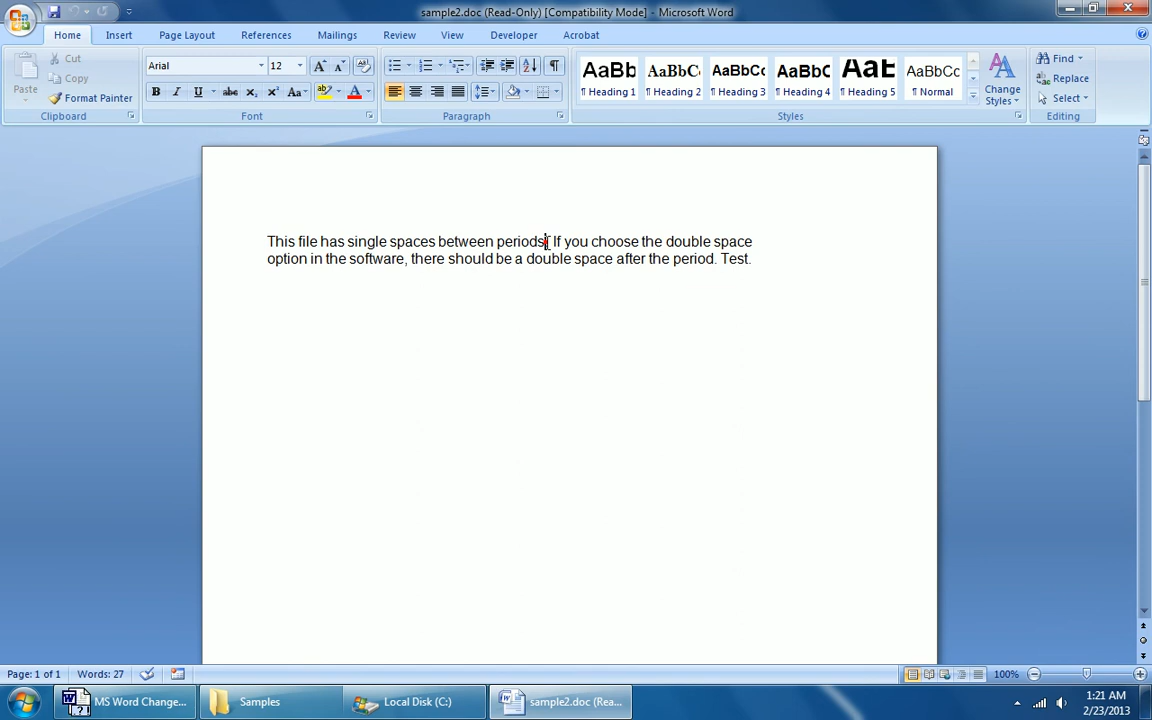 sample2.doc (Read-Only) [Compatibility Mode] - Microsoft Word
Home Insert Page Layout References Mailings Review View Developer Acrobat
Paste
Cut
Copy
Format Painter
Clipboard
Arial 12
B I U abc x₂ x² Aa
ab A
Font
Paragraph
AaBb AaBbC AaBbCc AaBbC AaE AaBbCc
¶ Heading 1 ¶ Heading 2 ¶ Heading 3 ¶ Heading 4 ¶ Heading 5 ¶ Normal
Styles
Change
Styles
Find
Replace
Select
Editing
This file has single spaces between periods. If you choose the double space
option in the software, there should be a double space after the period. Test.
Page: 1 of 1 Words: 27 100%
MS Word Change... Samples Local Disk (C:) sample2.doc (Rea...
1:21 AM
2/23/2013